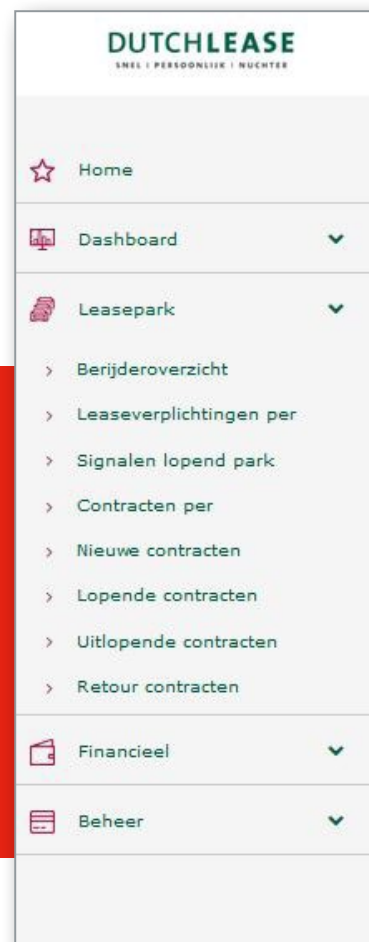 DUTCHLEASE
SNEL | PERSOONLIJK | NUCHTER
Home
Dashboard
Leasepark
Berijderoverzicht
Leaseverplichtingen per
Signalen lopend park
Contracten per
Nieuwe contracten
Lopende contracten
Uitlopende contracten
Retour contracten
Financieel
Beheer